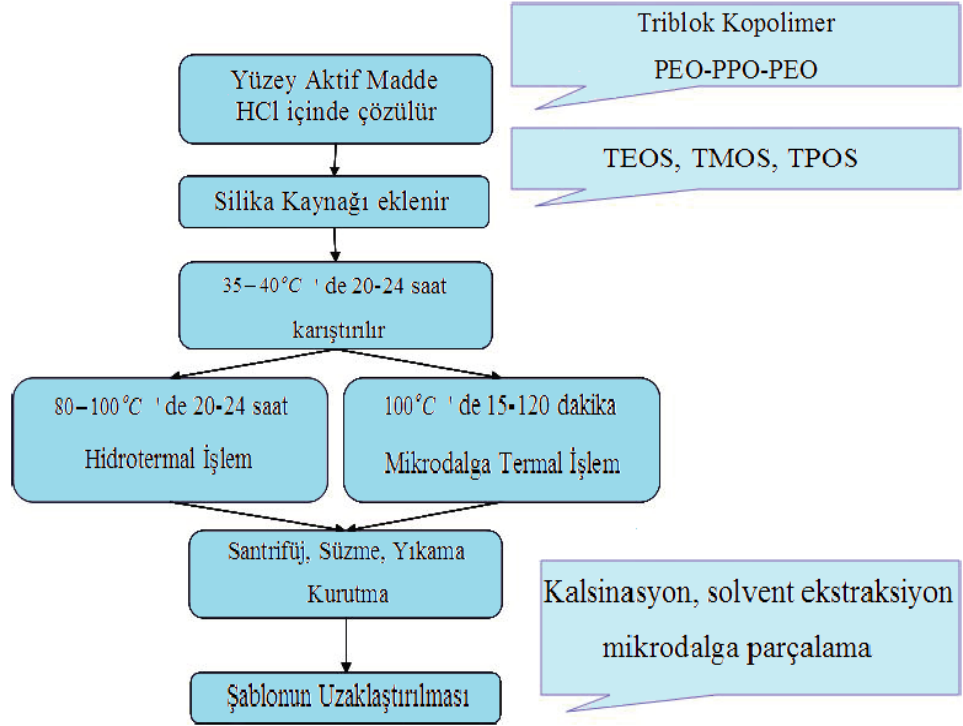 Triblok Kopolimer
PEO-PPO-PEO
Yüzey Aktif Madde
HCl içinde çözülür
TEOS, TMOS, TPOS
Silika Kaynağı eklenir
35–40°C ' de 20-24 saat
karıştırılır
80–100°C ' de 20-24 saat
Hidrotermal İşlem
100°C ' de 15-120 dakika
Mikrodalga Termal İşlem
Santrifüj, Süzme, Yıkama
Kurutma
Kalsinasyon, solvent ekstraksiyon
mikrodalga parçalama
Şablonun Uzaklaştırılması